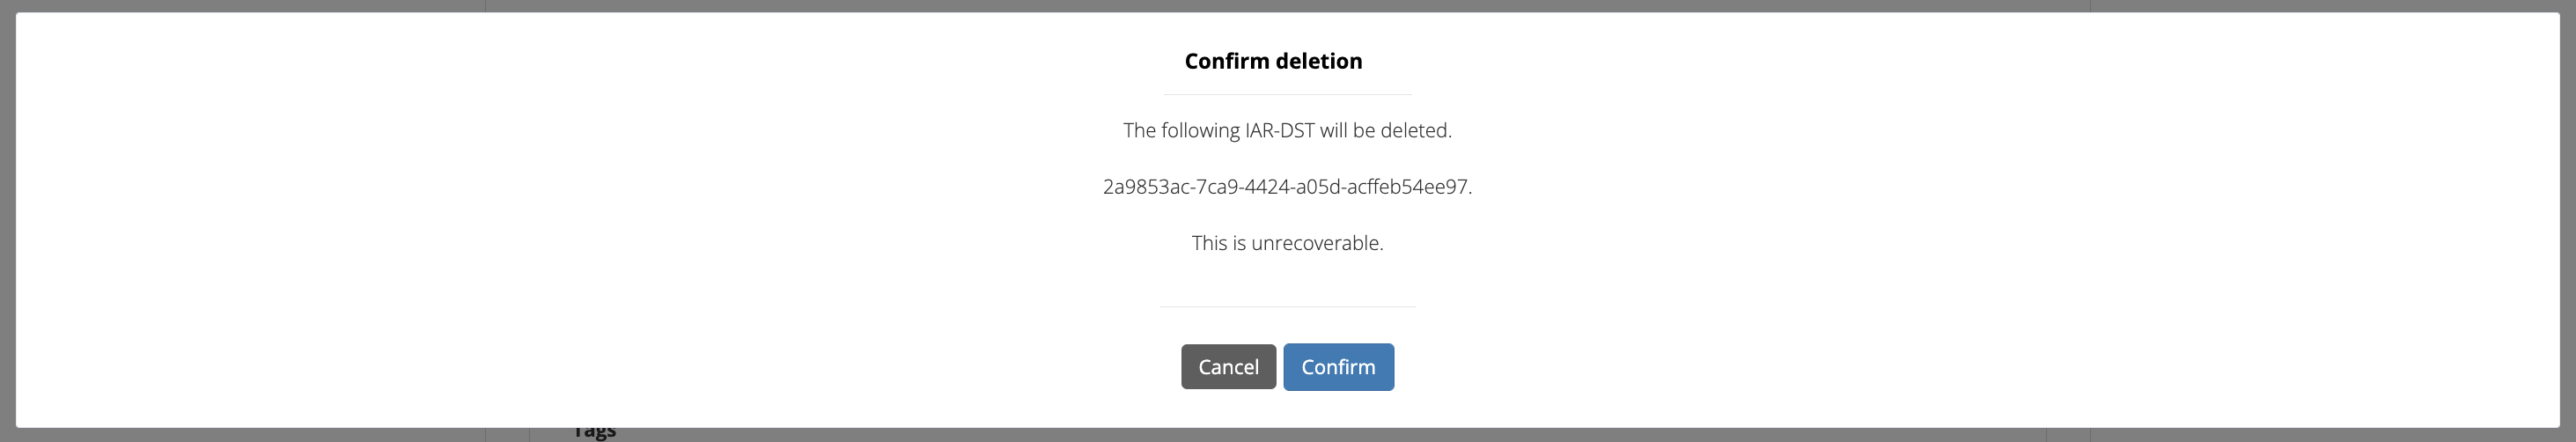 Confirm deletion
The following IAR-DST will be deleted.
2a9853ac-7ca9-4424-a05d-acffeb54ee97.
This is unrecoverable.
Cancel Confirm
Tags